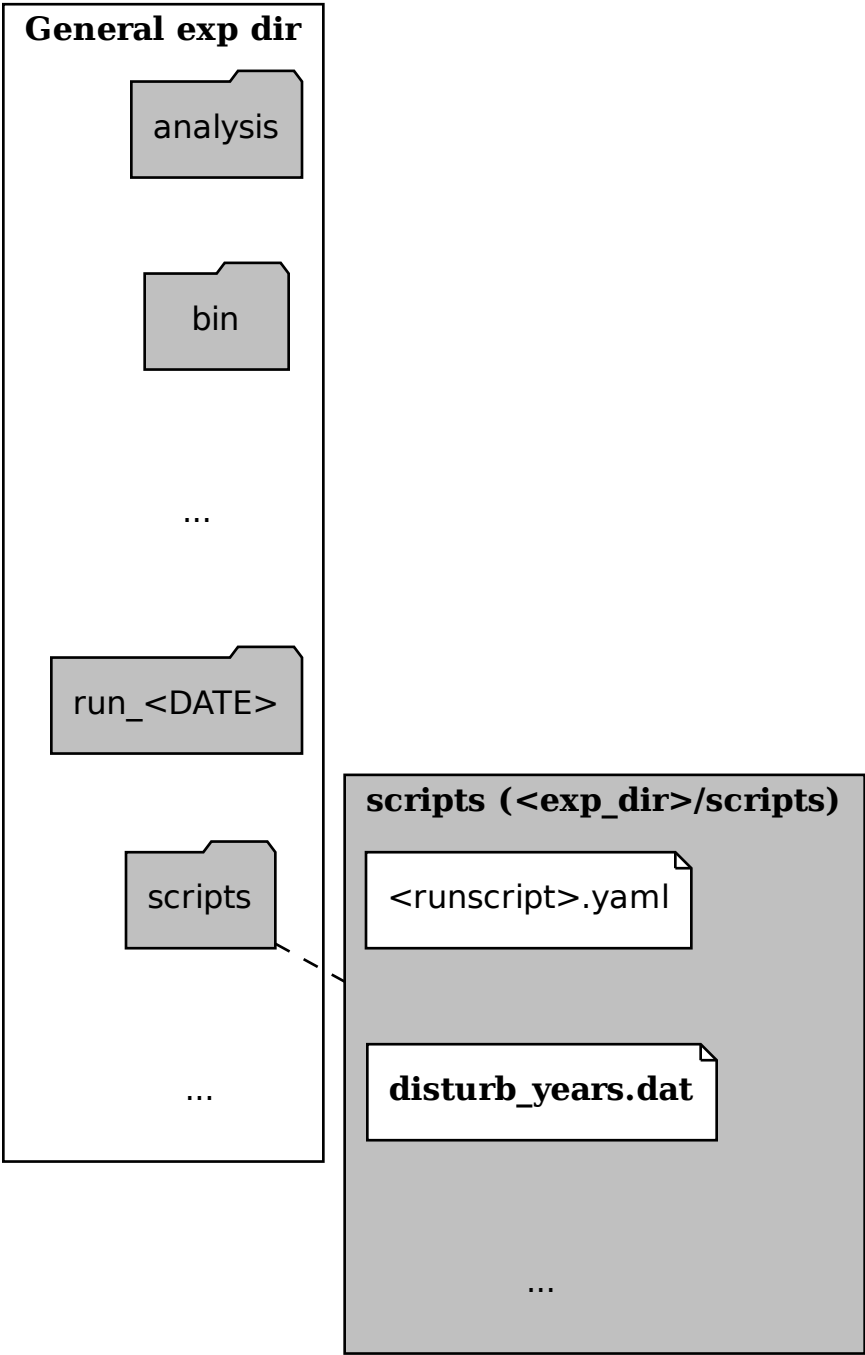 General exp dir
analysis
bin
...
run_<DATE>
scripts
...
scripts (<exp_dir>/scripts)
<runscript>.yaml
disturb_years.dat
...